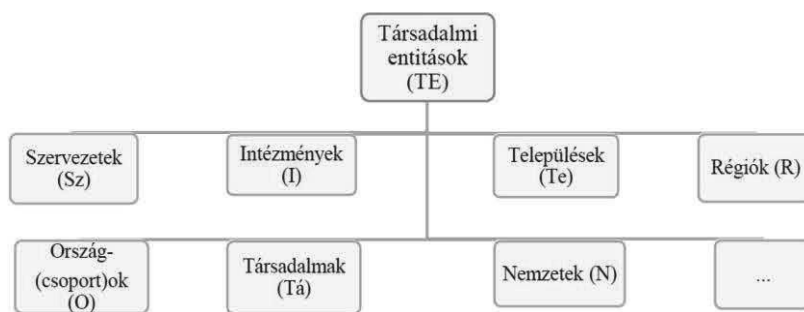 Társadalmi
entitások
(TE)
Szervezetek
(Sz)
Intézmények
(I)
Települések
(Te)
Régiók (R)
Ország-
(csoport)ok
(O)
Társadalmak
(Tá)
Nemzetek (N)
...